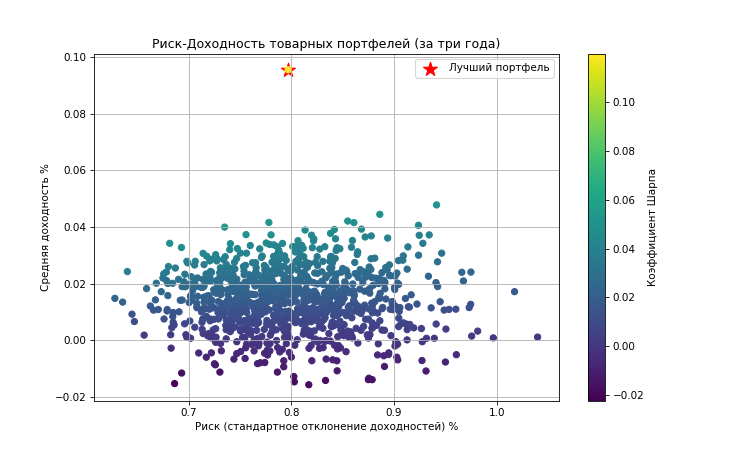 Риск-Доходность товарных портфелей (за три года)
Лучший портфель
Средняя доходность %
0.10
0.08
0.06
0.04
0.02
0.00
−0.02
0.7 0.8 0.9 1.0
Риск (стандартное отклонение доходностей) %
0.10
0.08
0.06
0.04
0.02
0.00
−0.02
Коэффициент Шарпа